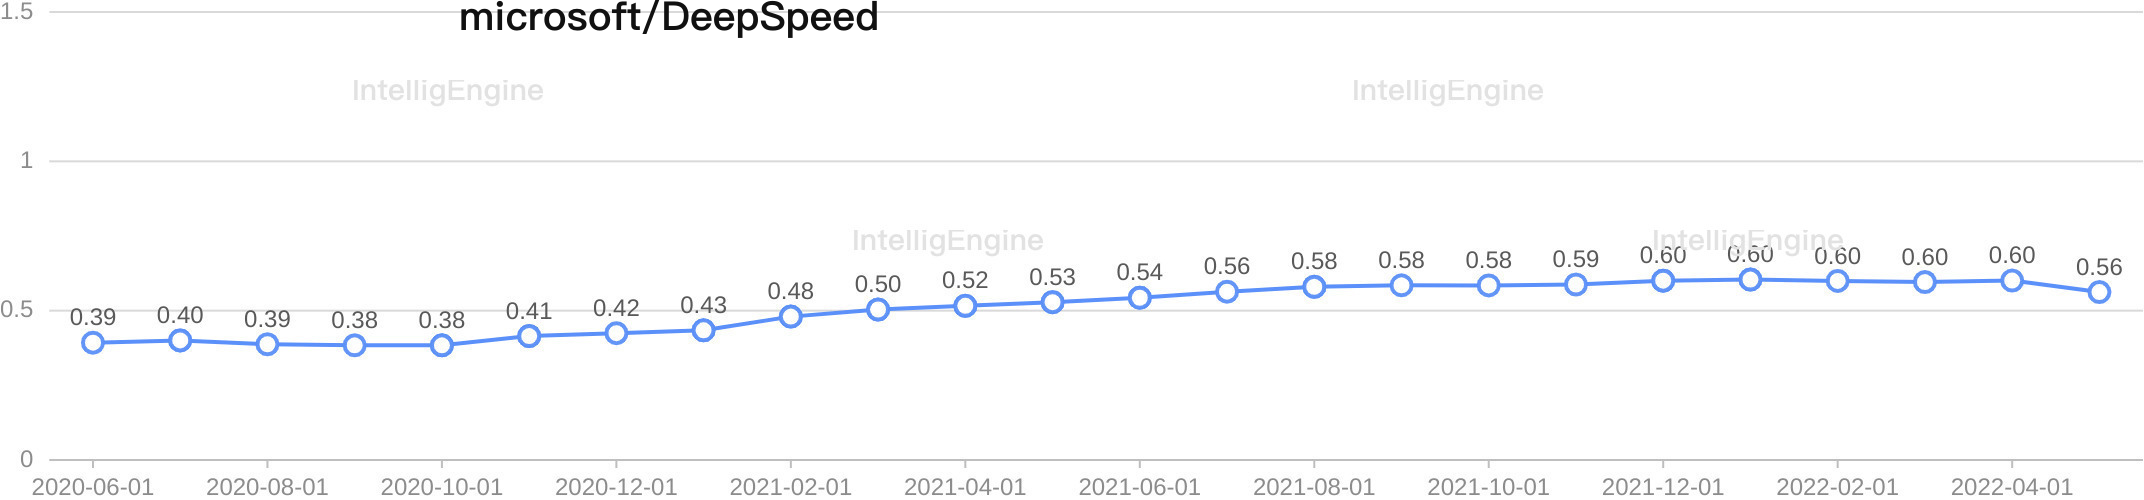 microsoft/DeepSpeed
1.5
IntelligEngine IntelligEngine
1
IntelligEngine IntelligEngine
0.39 0.40 0.39 0.38 0.38 0.41 0.42 0.43 0.48 0.50 0.52 0.53 0.54 0.56 0.58 0.58 0.58 0.59 0.60 0.60 0.60 0.60 0.60 0.56
0.5
0
2020-06-01 2020-08-01 2020-10-01 2020-12-01 2021-02-01 2021-04-01 2021-06-01 2021-08-01 2021-10-01 2021-12-01 2022-02-01 2022-04-01